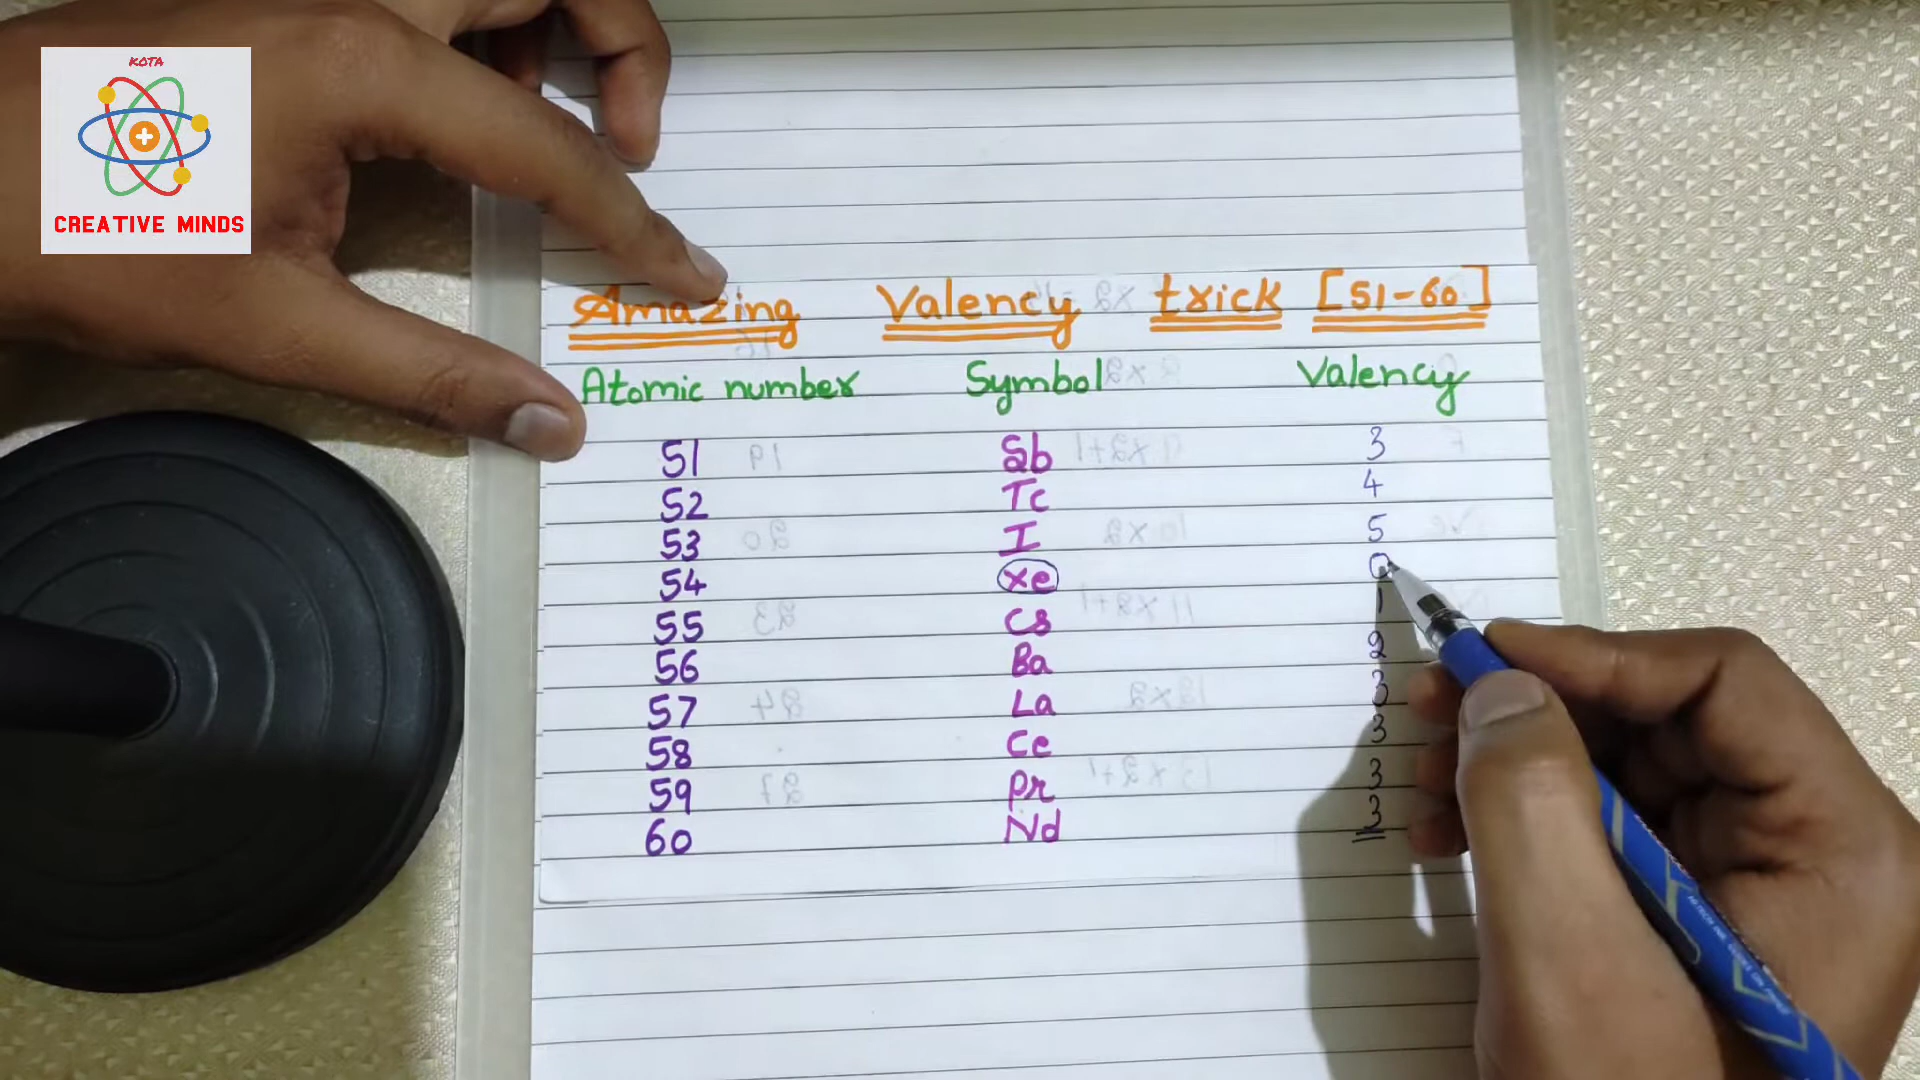 KOTA
CREATIVE MINDS
Amazing Valency trick [51-60]
Atomic number Symbol Valency
51 Sb 3
52 Tc 4
53 I 5
54 Xe 0
55 Cs 1
56 Ba 2
57 La 3
58 Ce 3
59 Pr 3
60 Nd 3